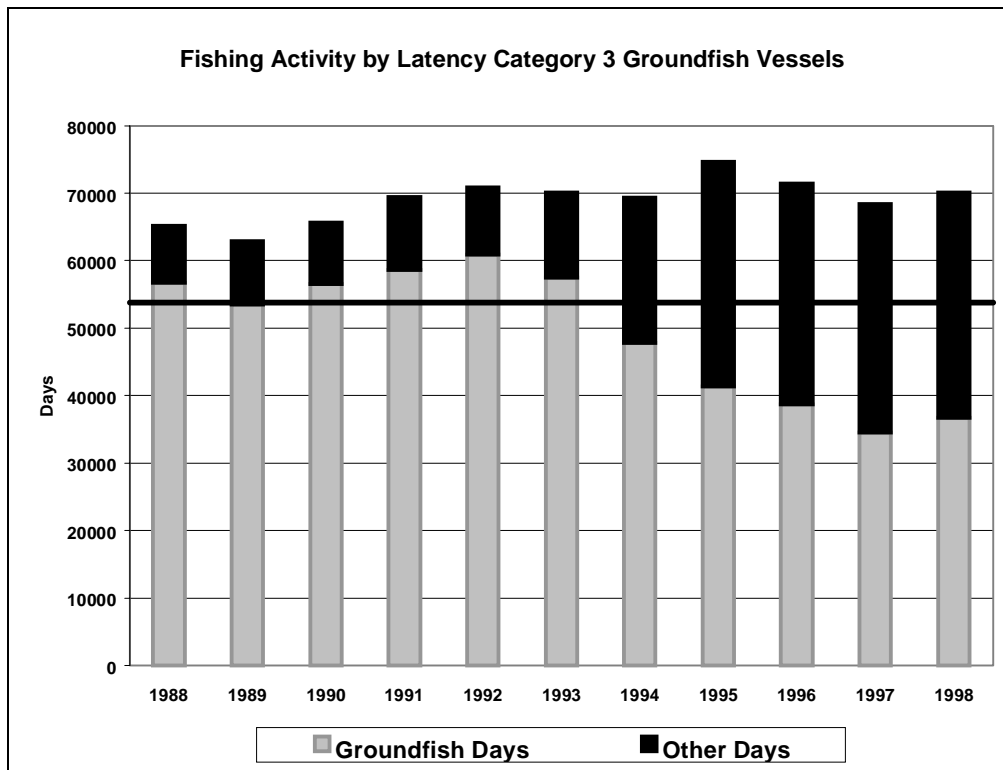 Fishing Activity by Latency Category 3 Groundfish Vessels
80000
70000
60000
50000
40000
30000
20000
10000
0
Days
1988 1989 1990 1991 1992 1993 1994 1995 1996 1997 1998
Groundfish Days Other Days